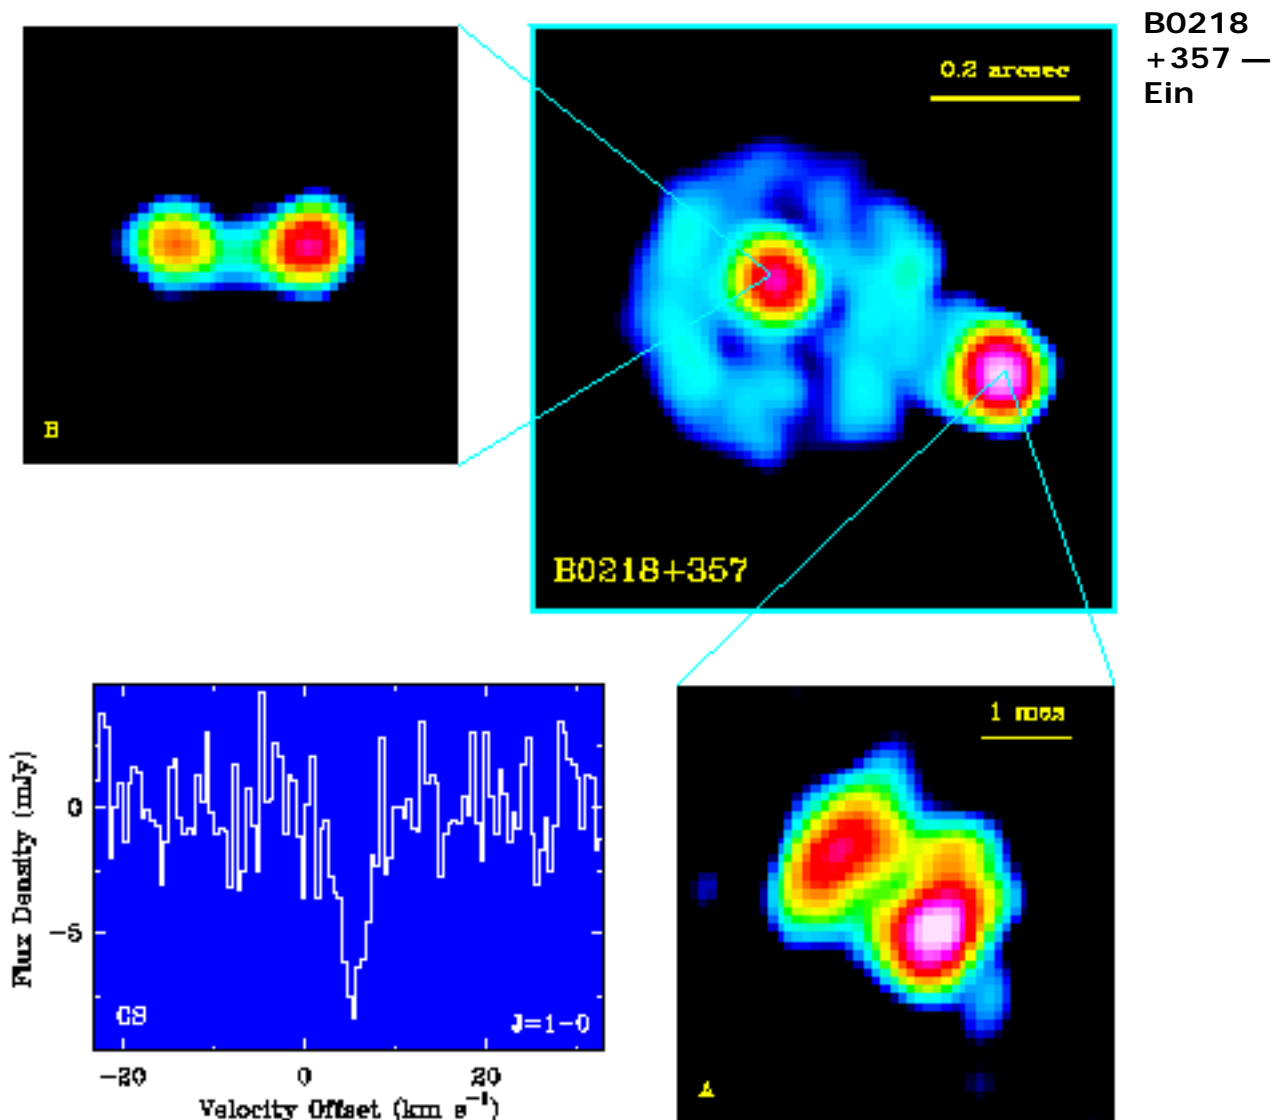 B0218
+357 —
Ein
0.2 arcsec
B
B0218+357
1 mas
A
Flux Density (mJy)
0
−5
CS
J=1−0
−20 0 20
Velocity Offset (km s⁻¹)